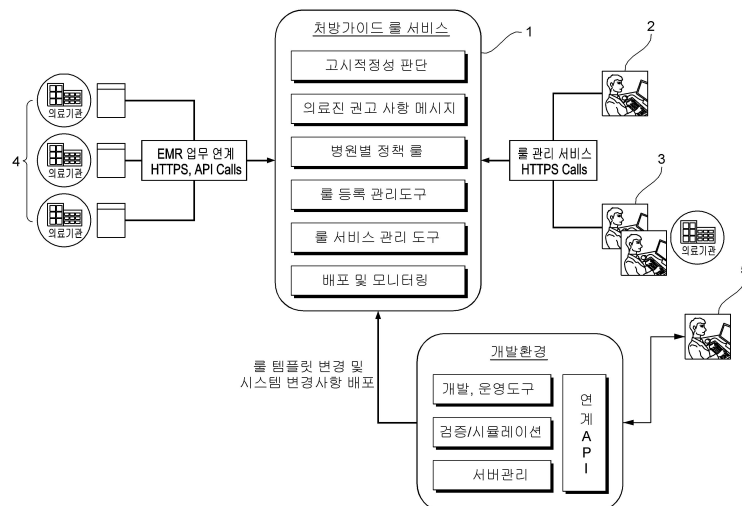 처방가이드 룰 서비스
1
고시적정성 판단
의료진 권고 사항 메시지
병원별 정책 룰
룰 등록 관리도구
룰 서비스 관리 도구
배포 및 모니터링
4
의료기관
의료기관
의료기관
EMR 업무 연계
HTTPS, API Calls
2
룰 관리 서비스
HTTPS Calls
3
의료기관
룰 템플릿 변경 및
시스템 변경사항 배포
개발환경
개발, 운영도구
검증/시뮬레이션
서버관리
연
계
A
P
I